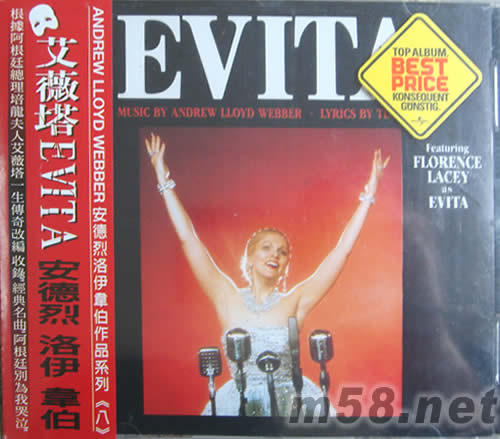 根據阿根廷總理培龍夫人艾薇塔一生傳奇改編 收錄"經典名曲"阿根廷別為我哭泣"
艾薇塔EVITA 安德烈 洛伊 韋伯
ANDREW LLOYD WEBBER 安德烈洛伊韋伯作品系列《八》
EVITA
MUSIC BY ANDREW LLOYD WEBBER · LYRICS BY
TOP ALBUM.
BEST
PRICE
KONSEQUENT
GÜNSTIG.
Featuring
FLORENCE
LACEY
as
EVITA
m58.net